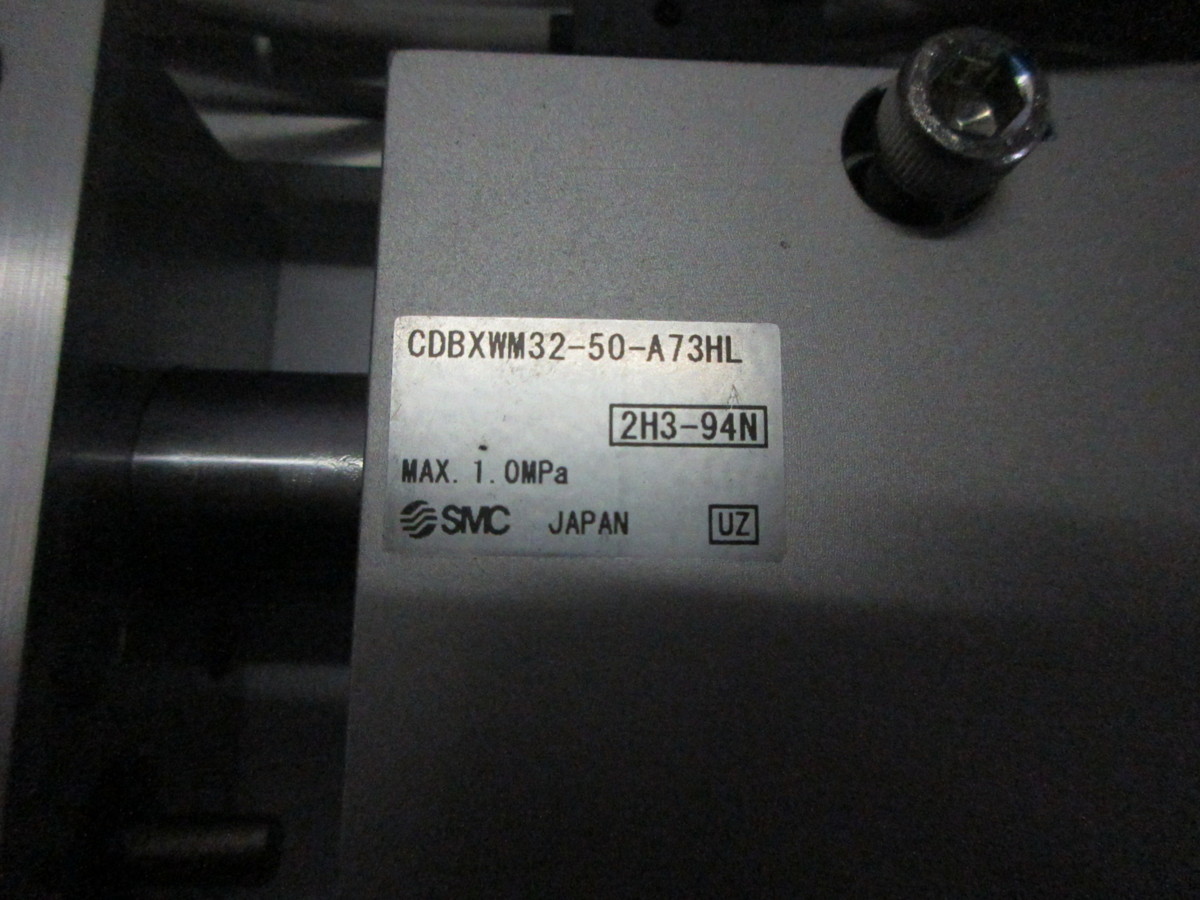 CDBXWM32-50-A73HL
2H3-94N
MAX. 1.0MPa
SMC JAPAN UZ